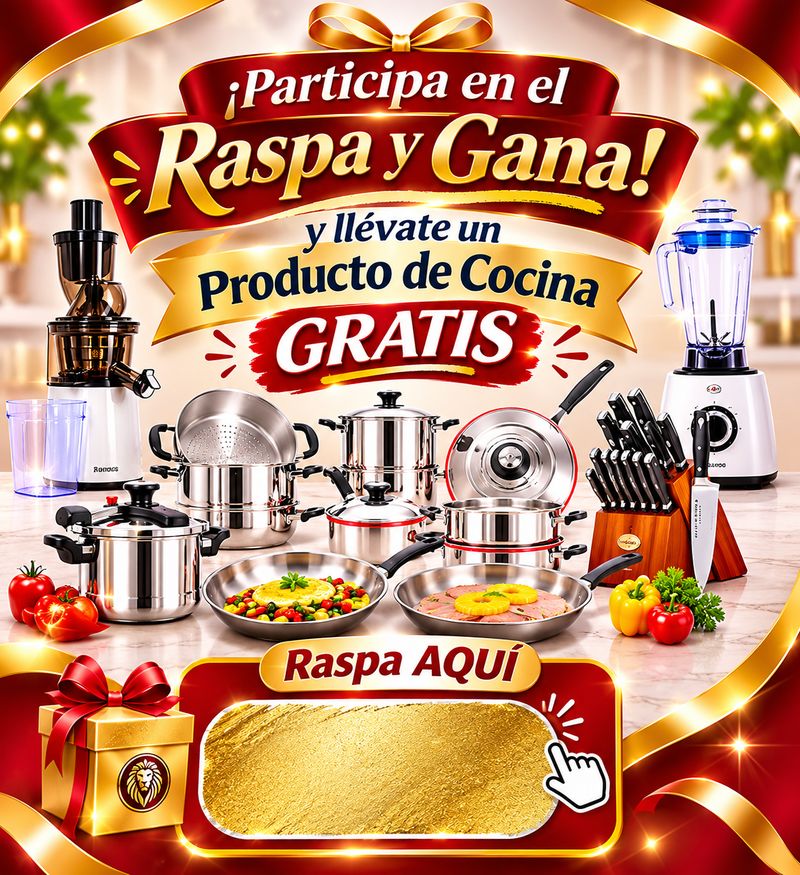 ¡Participa en el
Raspa y Gana!
y llévate un
Producto de Cocina
GRATIS
Raspa AQUÍ